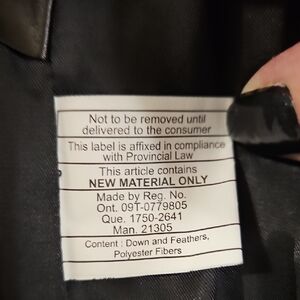 Not to be removed until
delivered to the consumer
This label is affixed in compliance
with Provincial Law
This article contains
NEW MATERIAL ONLY
Made by Reg. No.
Ont. 09T-0779805
Que. 1750-2641
Man. 21305
Content : Down and Feathers,
Polyester Fibers